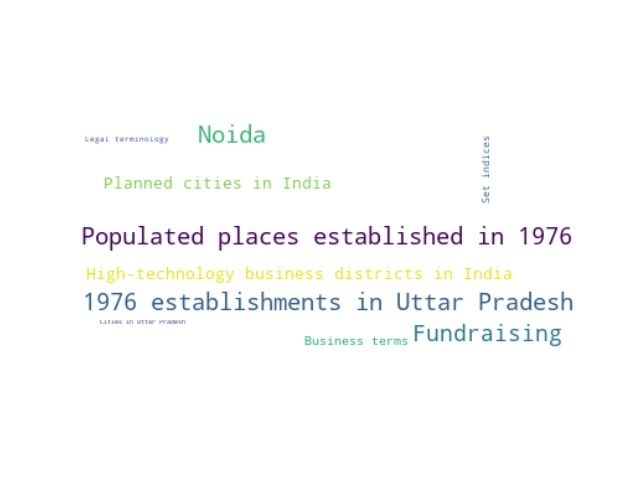 Noida
Legal terminology
Set indices
Planned cities in India
Populated places established in 1976
High-technology business districts in India
1976 establishments in Uttar Pradesh
Cities in Uttar Pradesh
Fundraising
Business terms